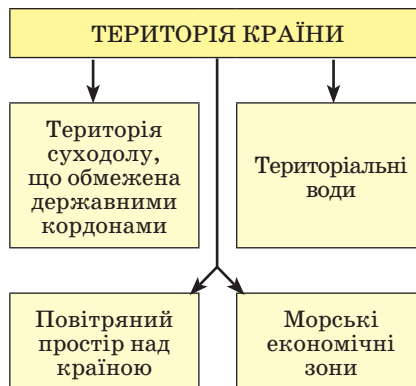 ТЕРИТОРІЯ КРАЇНИ
Територія
суходолу,
що обмежена
державними
кордонами
Територіальні
води
Повітряний
простір над
країною
Морські
економічні
зони